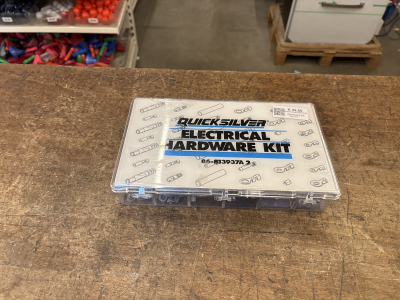 QUICKSILVER
ELECTRICAL
HARDWARE KIT
86-813937A 2